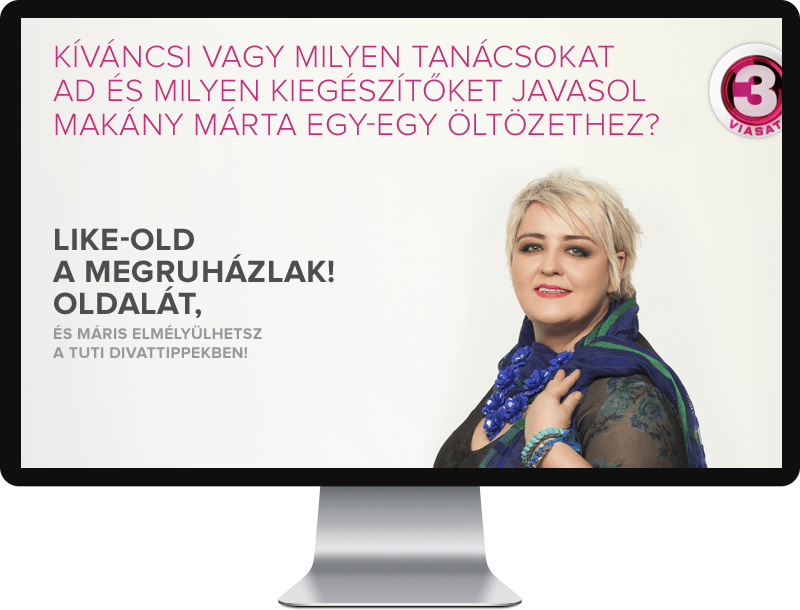 KÍVÁNCSI VAGY MILYEN TANÁCSOKAT
AD ÉS MILYEN KIEGÉSZÍTŐKET JAVASOL
MAKÁNY MÁRTA EGY-EGY ÖLTÖZETHEZ?
3
VIASAT
LIKE-OLD
A MEGRUHÁZLAK!
OLDALÁT,
ÉS MÁRIS ELMÉLYÜLHETSZ
A TUTI DIVATTIPPEKBEN!